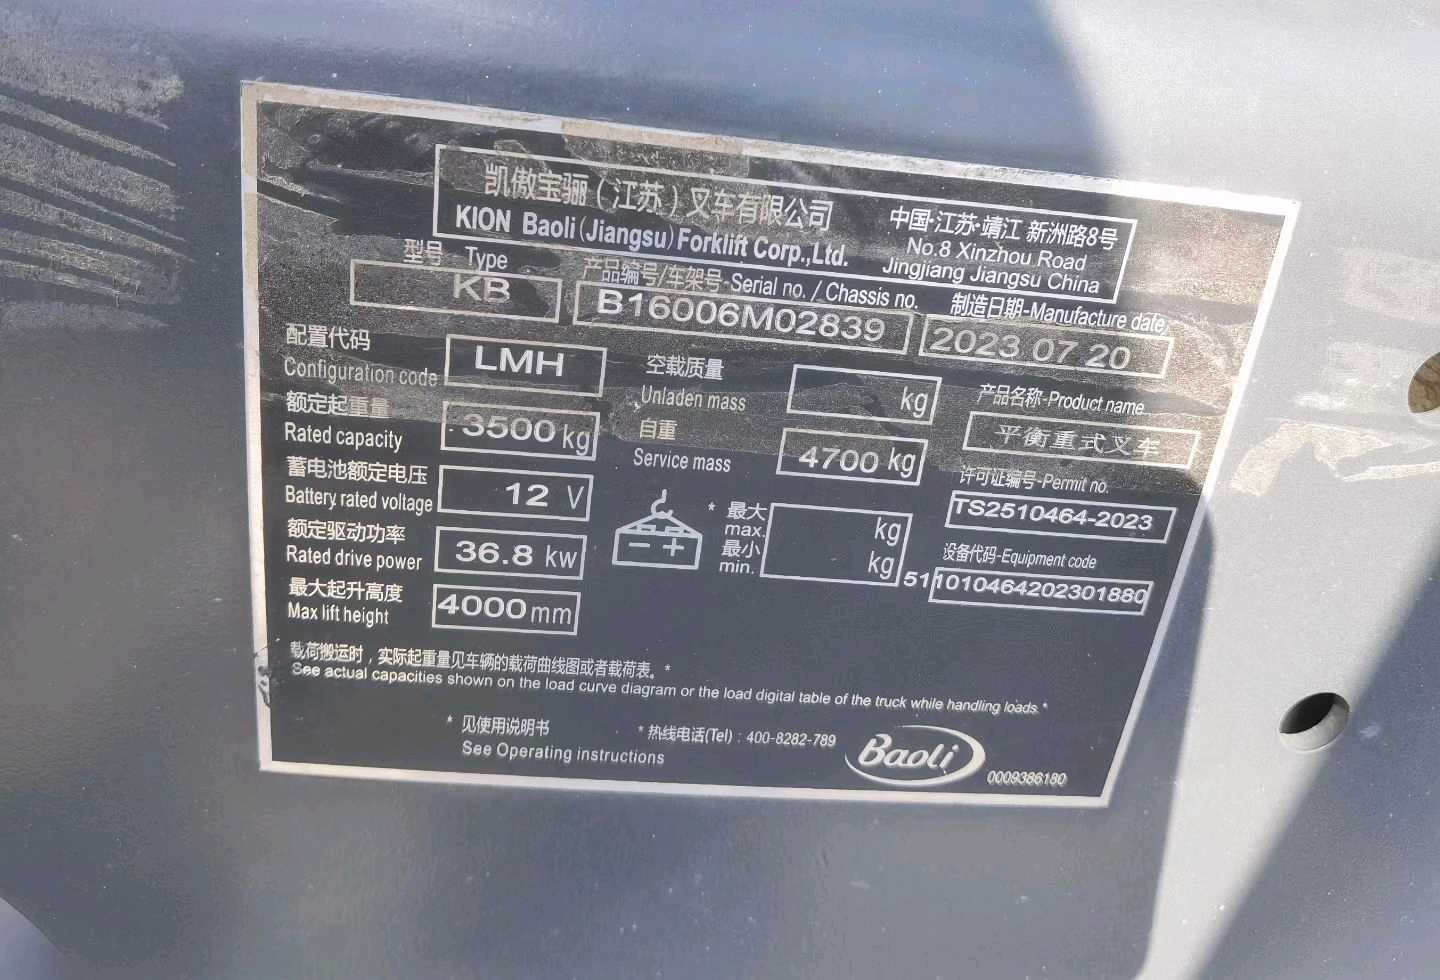 凯傲宝骊（江苏）叉车有限公司
KION Baoli(Jiangsu)Forklift Corp.,Ltd.
中国·江苏·靖江 新洲路8号
No.8 Xinzhou Road
Jingjiang Jiangsu China
型号 Type
KB
产品编号/车架号-Serial no. / Chassis no.
B16006M02839
制造日期-Manufacture date
2023 07 20
配置代码
Configuration code
LMH
空载质量
Unladen mass
kg
产品名称-Product name
平衡重式叉车
额定起重量
Rated capacity
3500 kg
自重
Service mass
4700 kg
许可证编号-Permit no.
TS2510464-2023
蓄电池额定电压
Battery rated voltage
12 V
* 最大
max.
kg
最小
min.
kg
设备代码-Equipment code
511010464202301880
额定驱动功率
Rated drive power
36.8 kw
最大起升高度
Max lift height
4000 mm
载荷搬运时，实际起重量见车辆的载荷曲线图或者载荷表。*
See actual capacities shown on the load curve diagram or the load digital table of the truck while handling loads.*
* 见使用说明书
See Operating instructions
* 热线电话(Tel)：400-8282-789
Baoli
0009386180